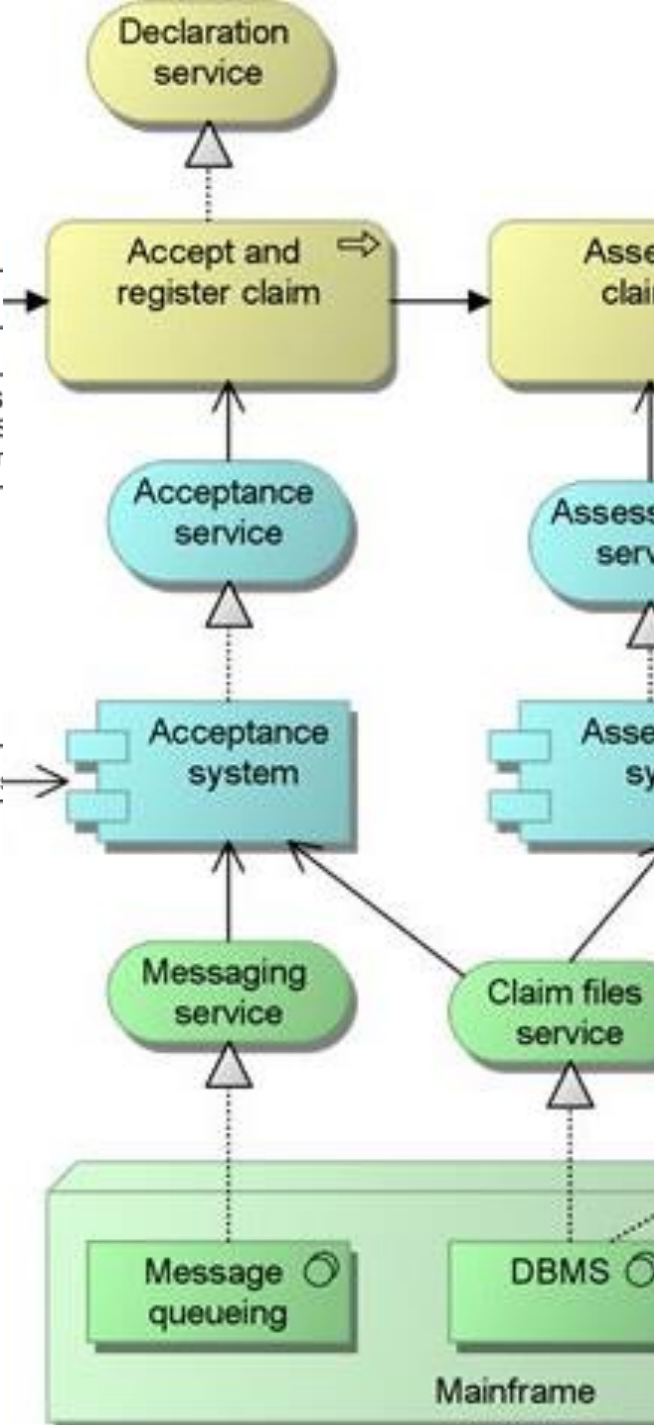 Declaration
service
Accept and
register claim
Acceptance
service
Acceptance
system
Messaging
service
Claim files
service
Message
queueing
DBMS
Mainframe